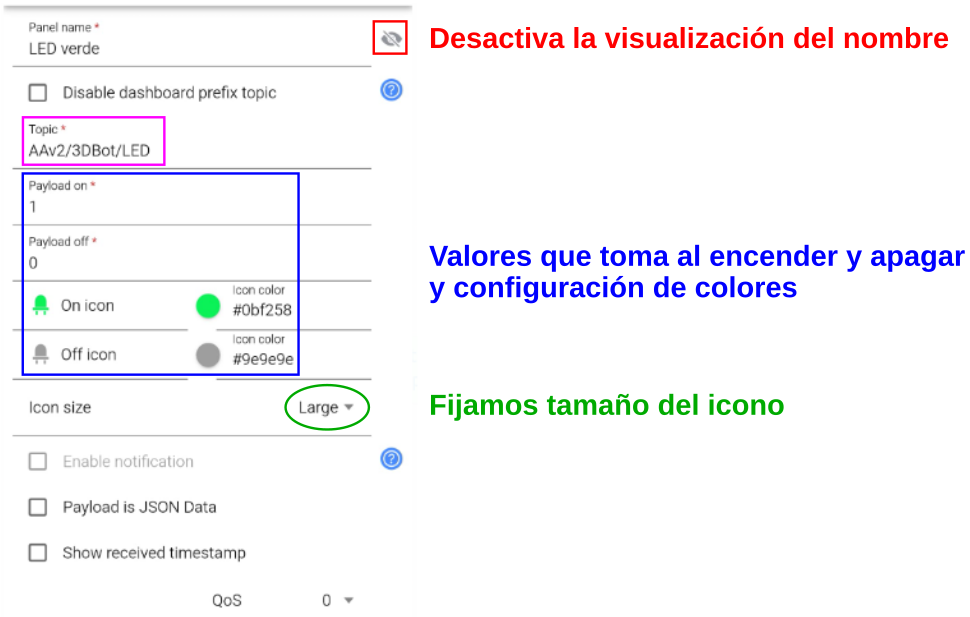 Panel name *
LED verde
Desactiva la visualización del nombre
Disable dashboard prefix topic
Topic *
AAv2/3DBot/LED
Payload on *
1
Payload off *
0
Valores que toma al encender y apagar
y configuración de colores
On icon
Icon color
#0bf258
Off icon
Icon color
#9e9e9e
Icon size
Large
Fijamos tamaño del icono
Enable notification
Payload is JSON Data
Show received timestamp
QoS 0